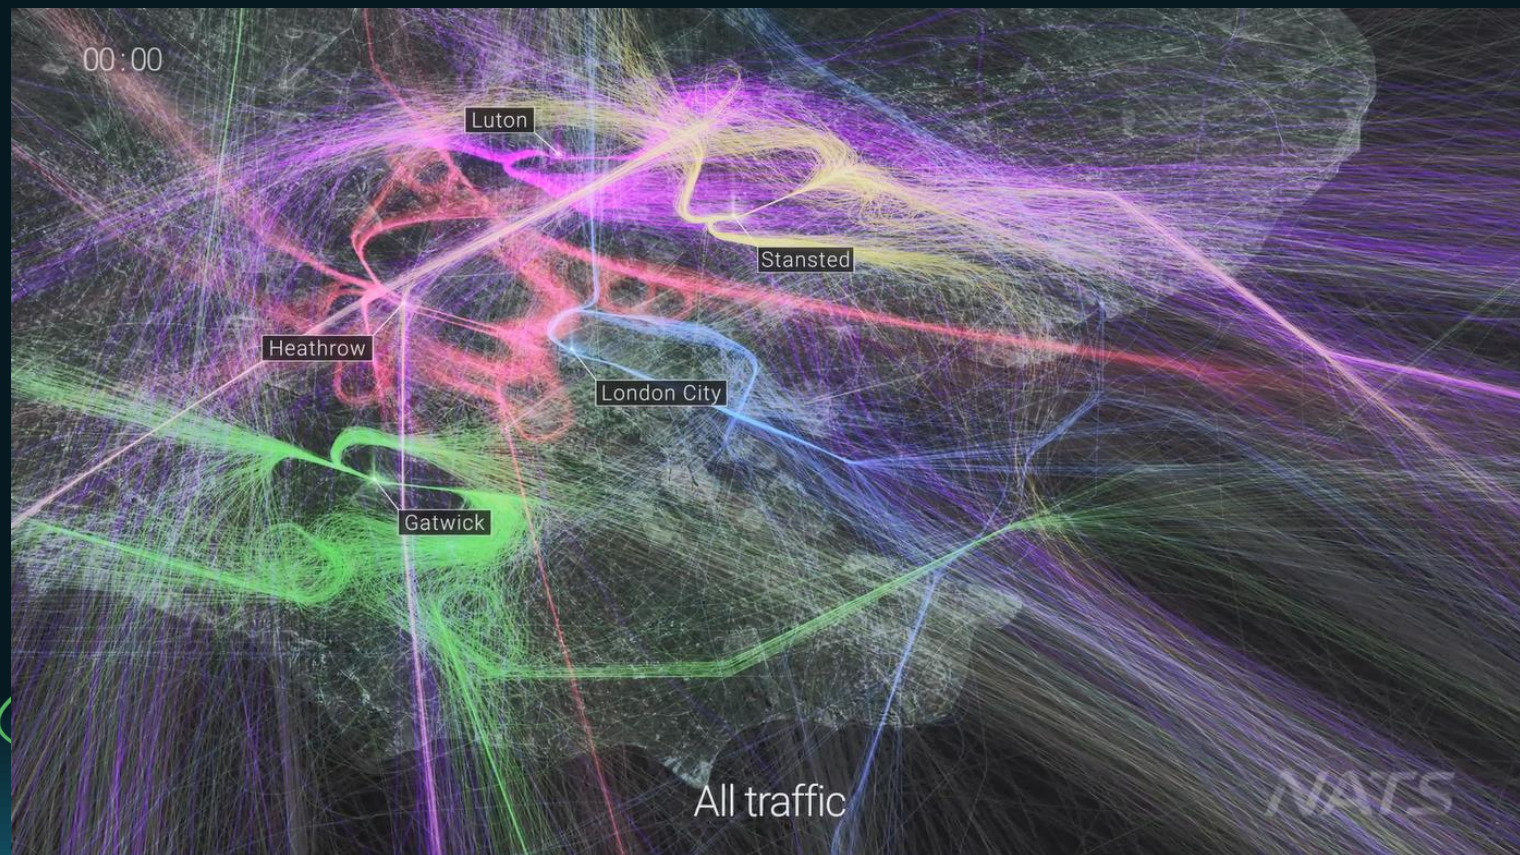 00:00
Luton
Stansted
Heathrow
London City
Gatwick
All traffic
NATS